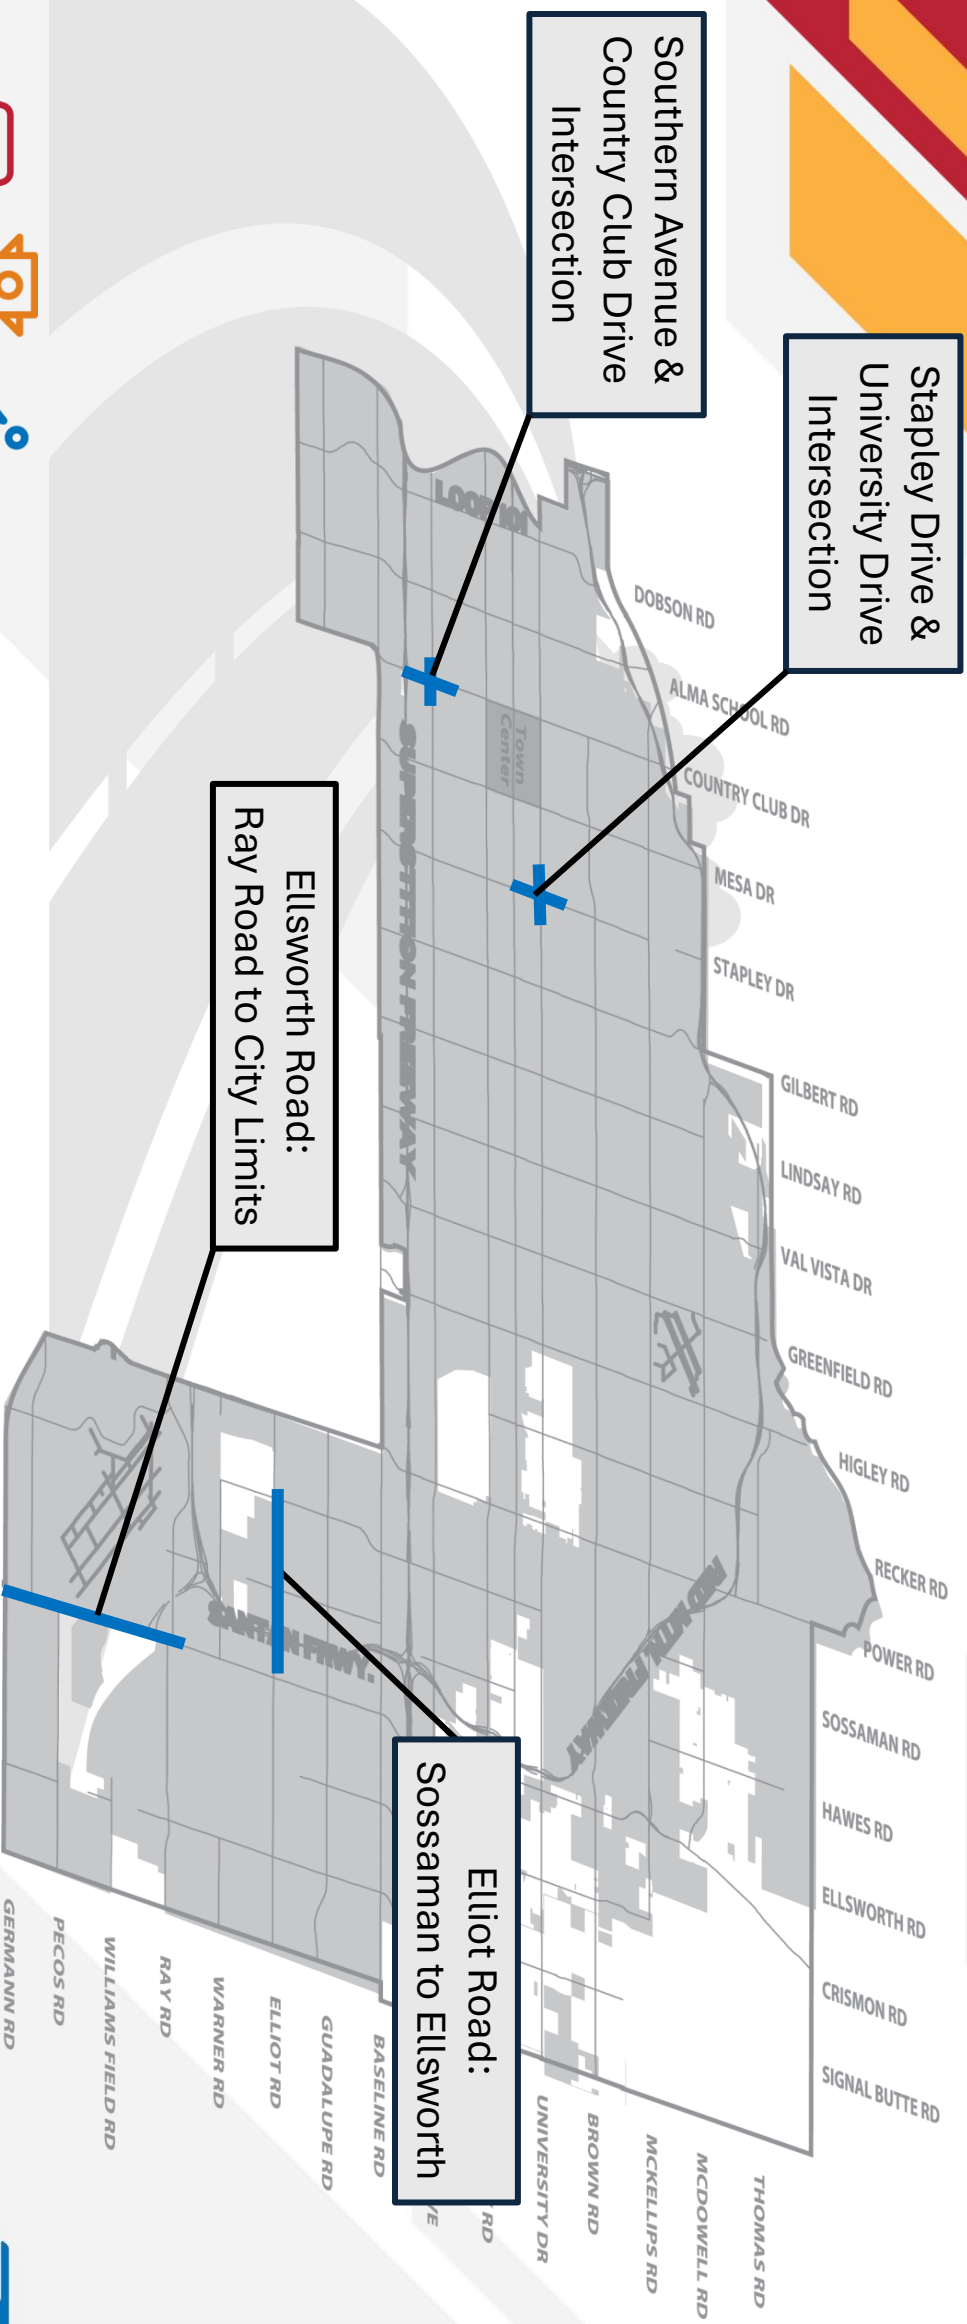 Stapley Drive &
University Drive
Intersection
Southern Avenue &
Country Club Drive
Intersection
DOBSON RD
ALMA SCHOOL RD
COUNTRY CLUB DR
MESA DR
STAPLEY DR
GILBERT RD
LINDSAY RD
VAL VISTA DR
GREENFIELD RD
HIGLEY RD
RECKER RD
POWER RD
SOSSAMAN RD
HAWES RD
ELLSWORTH RD
CRISMON RD
SIGNAL BUTTE RD
THOMAS RD
MCDOWELL RD
MCKELLIPS RD
BROWN RD
UNIVERSITY DR
RD
VE
BASELINE RD
GUADALUPE RD
ELLIOT RD
WARNER RD
RAY RD
WILLIAMS FIELD RD
PECOS RD
GERMANN RD
LOOP 101
Town
Center
SUPERSTITION FREEWAY
RED MTN. FREEWAY
SANTAN FRWY.
Ellsworth Road:
Ray Road to City Limits
Elliot Road:
Sossaman to Ellsworth